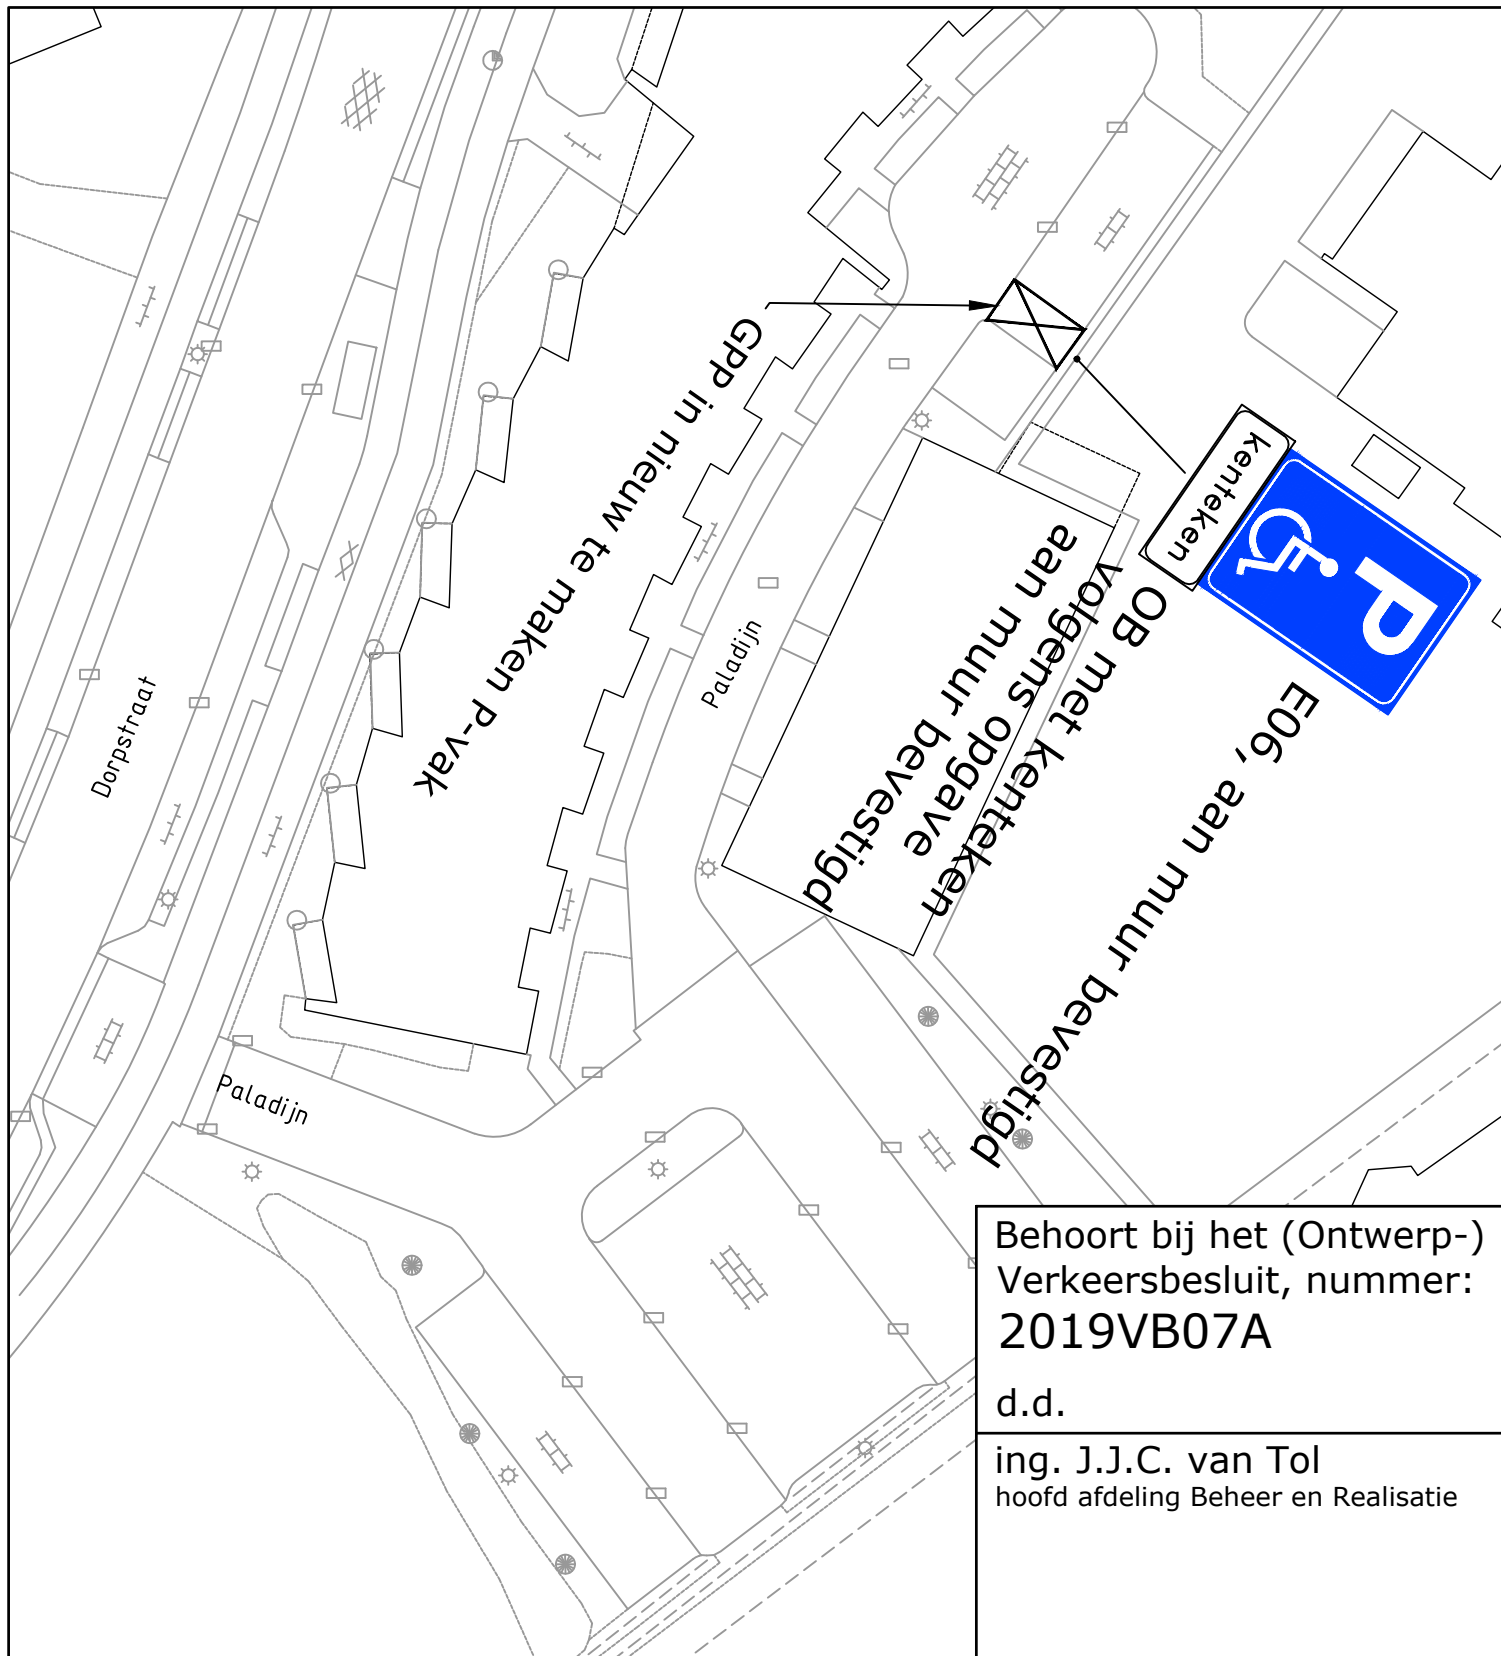 GPP in nieuw te maken P-vak
kenteken
P
OB met kenteken
volgens opgave
aan muur bevestigd
E06, aan muur bevestigd
Paladijn
Dorpstraat
Paladijn
Behoort bij het (Ontwerp-)
Verkeersbesluit, nummer:
2019VB07A
d.d.
ing. J.J.C. van Tol
hoofd afdeling Beheer en Realisatie